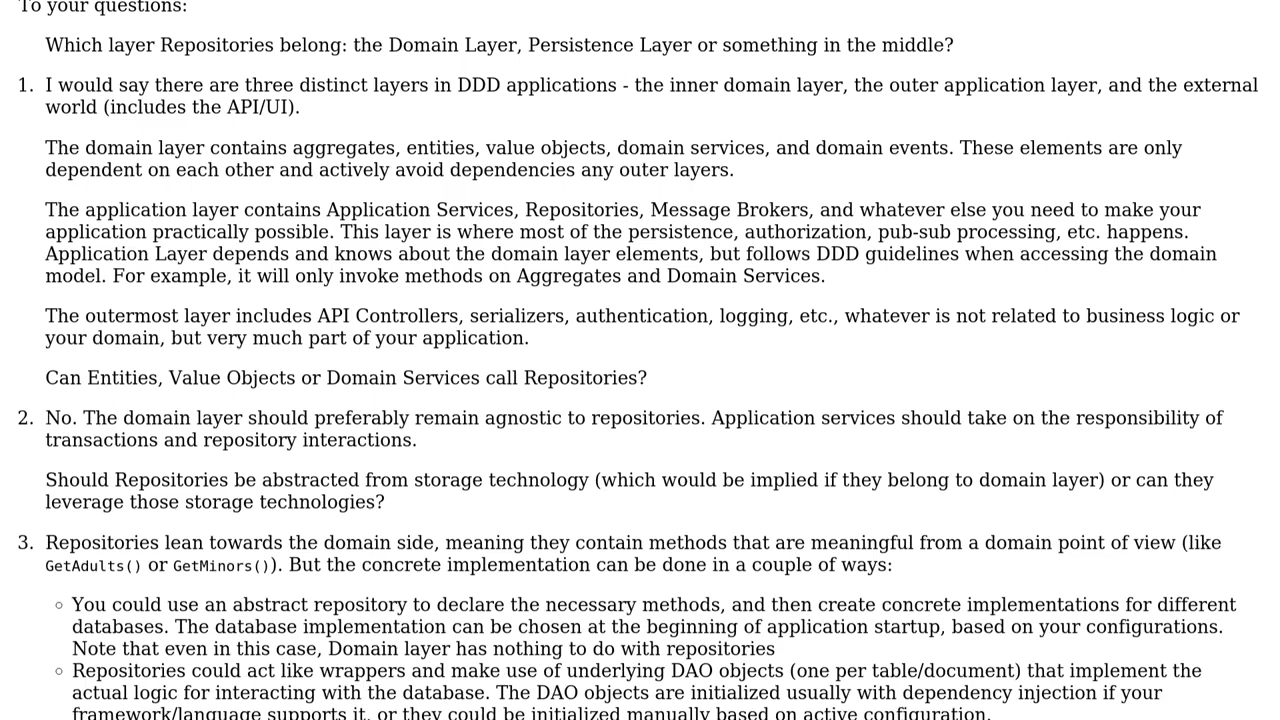 To your questions:
Which layer Repositories belong: the Domain Layer, Persistence Layer or something in the middle?
1. I would say there are three distinct layers in DDD applications - the inner domain layer, the outer application layer, and the external
world (includes the API/UI).
The domain layer contains aggregates, entities, value objects, domain services, and domain events. These elements are only
dependent on each other and actively avoid dependencies any outer layers.
The application layer contains Application Services, Repositories, Message Brokers, and whatever else you need to make your
application practically possible. This layer is where most of the persistence, authorization, pub-sub processing, etc. happens.
Application Layer depends and knows about the domain layer elements, but follows DDD guidelines when accessing the domain
model. For example, it will only invoke methods on Aggregates and Domain Services.
The outermost layer includes API Controllers, serializers, authentication, logging, etc., whatever is not related to business logic or
your domain, but very much part of your application.
Can Entities, Value Objects or Domain Services call Repositories?
2. No. The domain layer should preferably remain agnostic to repositories. Application services should take on the responsibility of
transactions and repository interactions.
Should Repositories be abstracted from storage technology (which would be implied if they belong to domain layer) or can they
leverage those storage technologies?
3. Repositories lean towards the domain side, meaning they contain methods that are meaningful from a domain point of view (like
GetAdults() or GetMinors()). But the concrete implementation can be done in a couple of ways:
◦ You could use an abstract repository to declare the necessary methods, and then create concrete implementations for different
databases. The database implementation can be chosen at the beginning of application startup, based on your configurations.
Note that even in this case, Domain layer has nothing to do with repositories
◦ Repositories could act like wrappers and make use of underlying DAO objects (one per table/document) that implement the
actual logic for interacting with the database. The DAO objects are initialized usually with dependency injection if your
framework/language supports it, or they could be initialized manually based on active configuration.